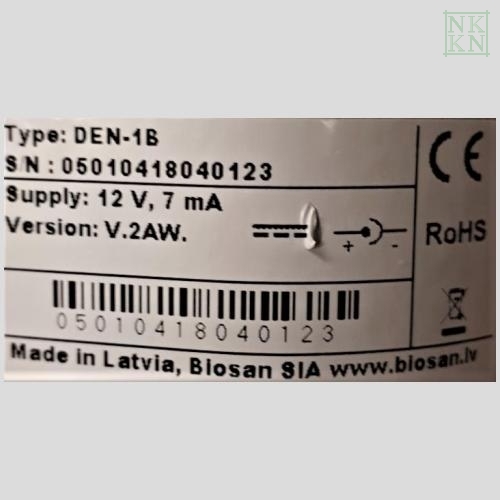 NK
KN
Type: DEN-1B
S/N : 05010418040123
Supply: 12 V, 7 mA
Version: V.2AW.
+ -
CE
RoHS
05010418040123
Made in Latvia, Biosan SIA www.biosan.lv